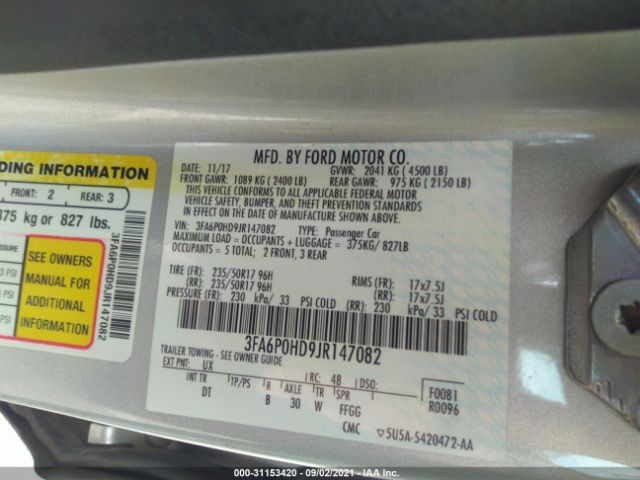 DING INFORMATION
FRONT: 2 REAR: 3
375 kg or 827 lbs.
SEE OWNERS
MANUAL FOR
ADDITIONAL
INFORMATION
PSI
PSI
PSI
3FA6P0HD9JR147082
MFD. BY FORD MOTOR CO.
DATE: 11/17 GVWR: 2041 KG ( 4500 LB)
FRONT GAWR: 1089 KG ( 2400 LB) REAR GAWR: 975 KG ( 2150 LB)
THIS VEHICLE CONFORMS TO ALL APPLICABLE FEDERAL MOTOR
VEHICLE SAFETY, BUMPER, AND THEFT PREVENTION STANDARDS
IN EFFECT ON THE DATE OF MANUFACTURE SHOWN ABOVE.
VIN: 3FA6P0HD9JR147082 TYPE: Passenger Car
MAXIMUM LOAD = OCCUPANTS + LUGGAGE = 375KG/ 827LB
OCCUPANTS = 5 TOTAL: 2 FRONT, 3 REAR
TIRE (FR): 235/50R17 96H RIMS (FR): 17x7.5J
(RR): 235/50R17 96H (RR): 17x7.5J
PRESSURE (FR): 230 kPa/ 33 PSI COLD (RR): 230 kPa/ 33 PSI COLD
3FA6P0HD9JR147082
TRAILER TOWING - SEE OWNER GUIDE
EXT PNT: UX RC: 48 DSO: F0081
INT TR TP/PS R AXLE TR SPR R0096
DT B 30 W FFGG
CMC 5U5A-5420472-AA
000-31153420 - 09/02/2021 - IAA Inc.